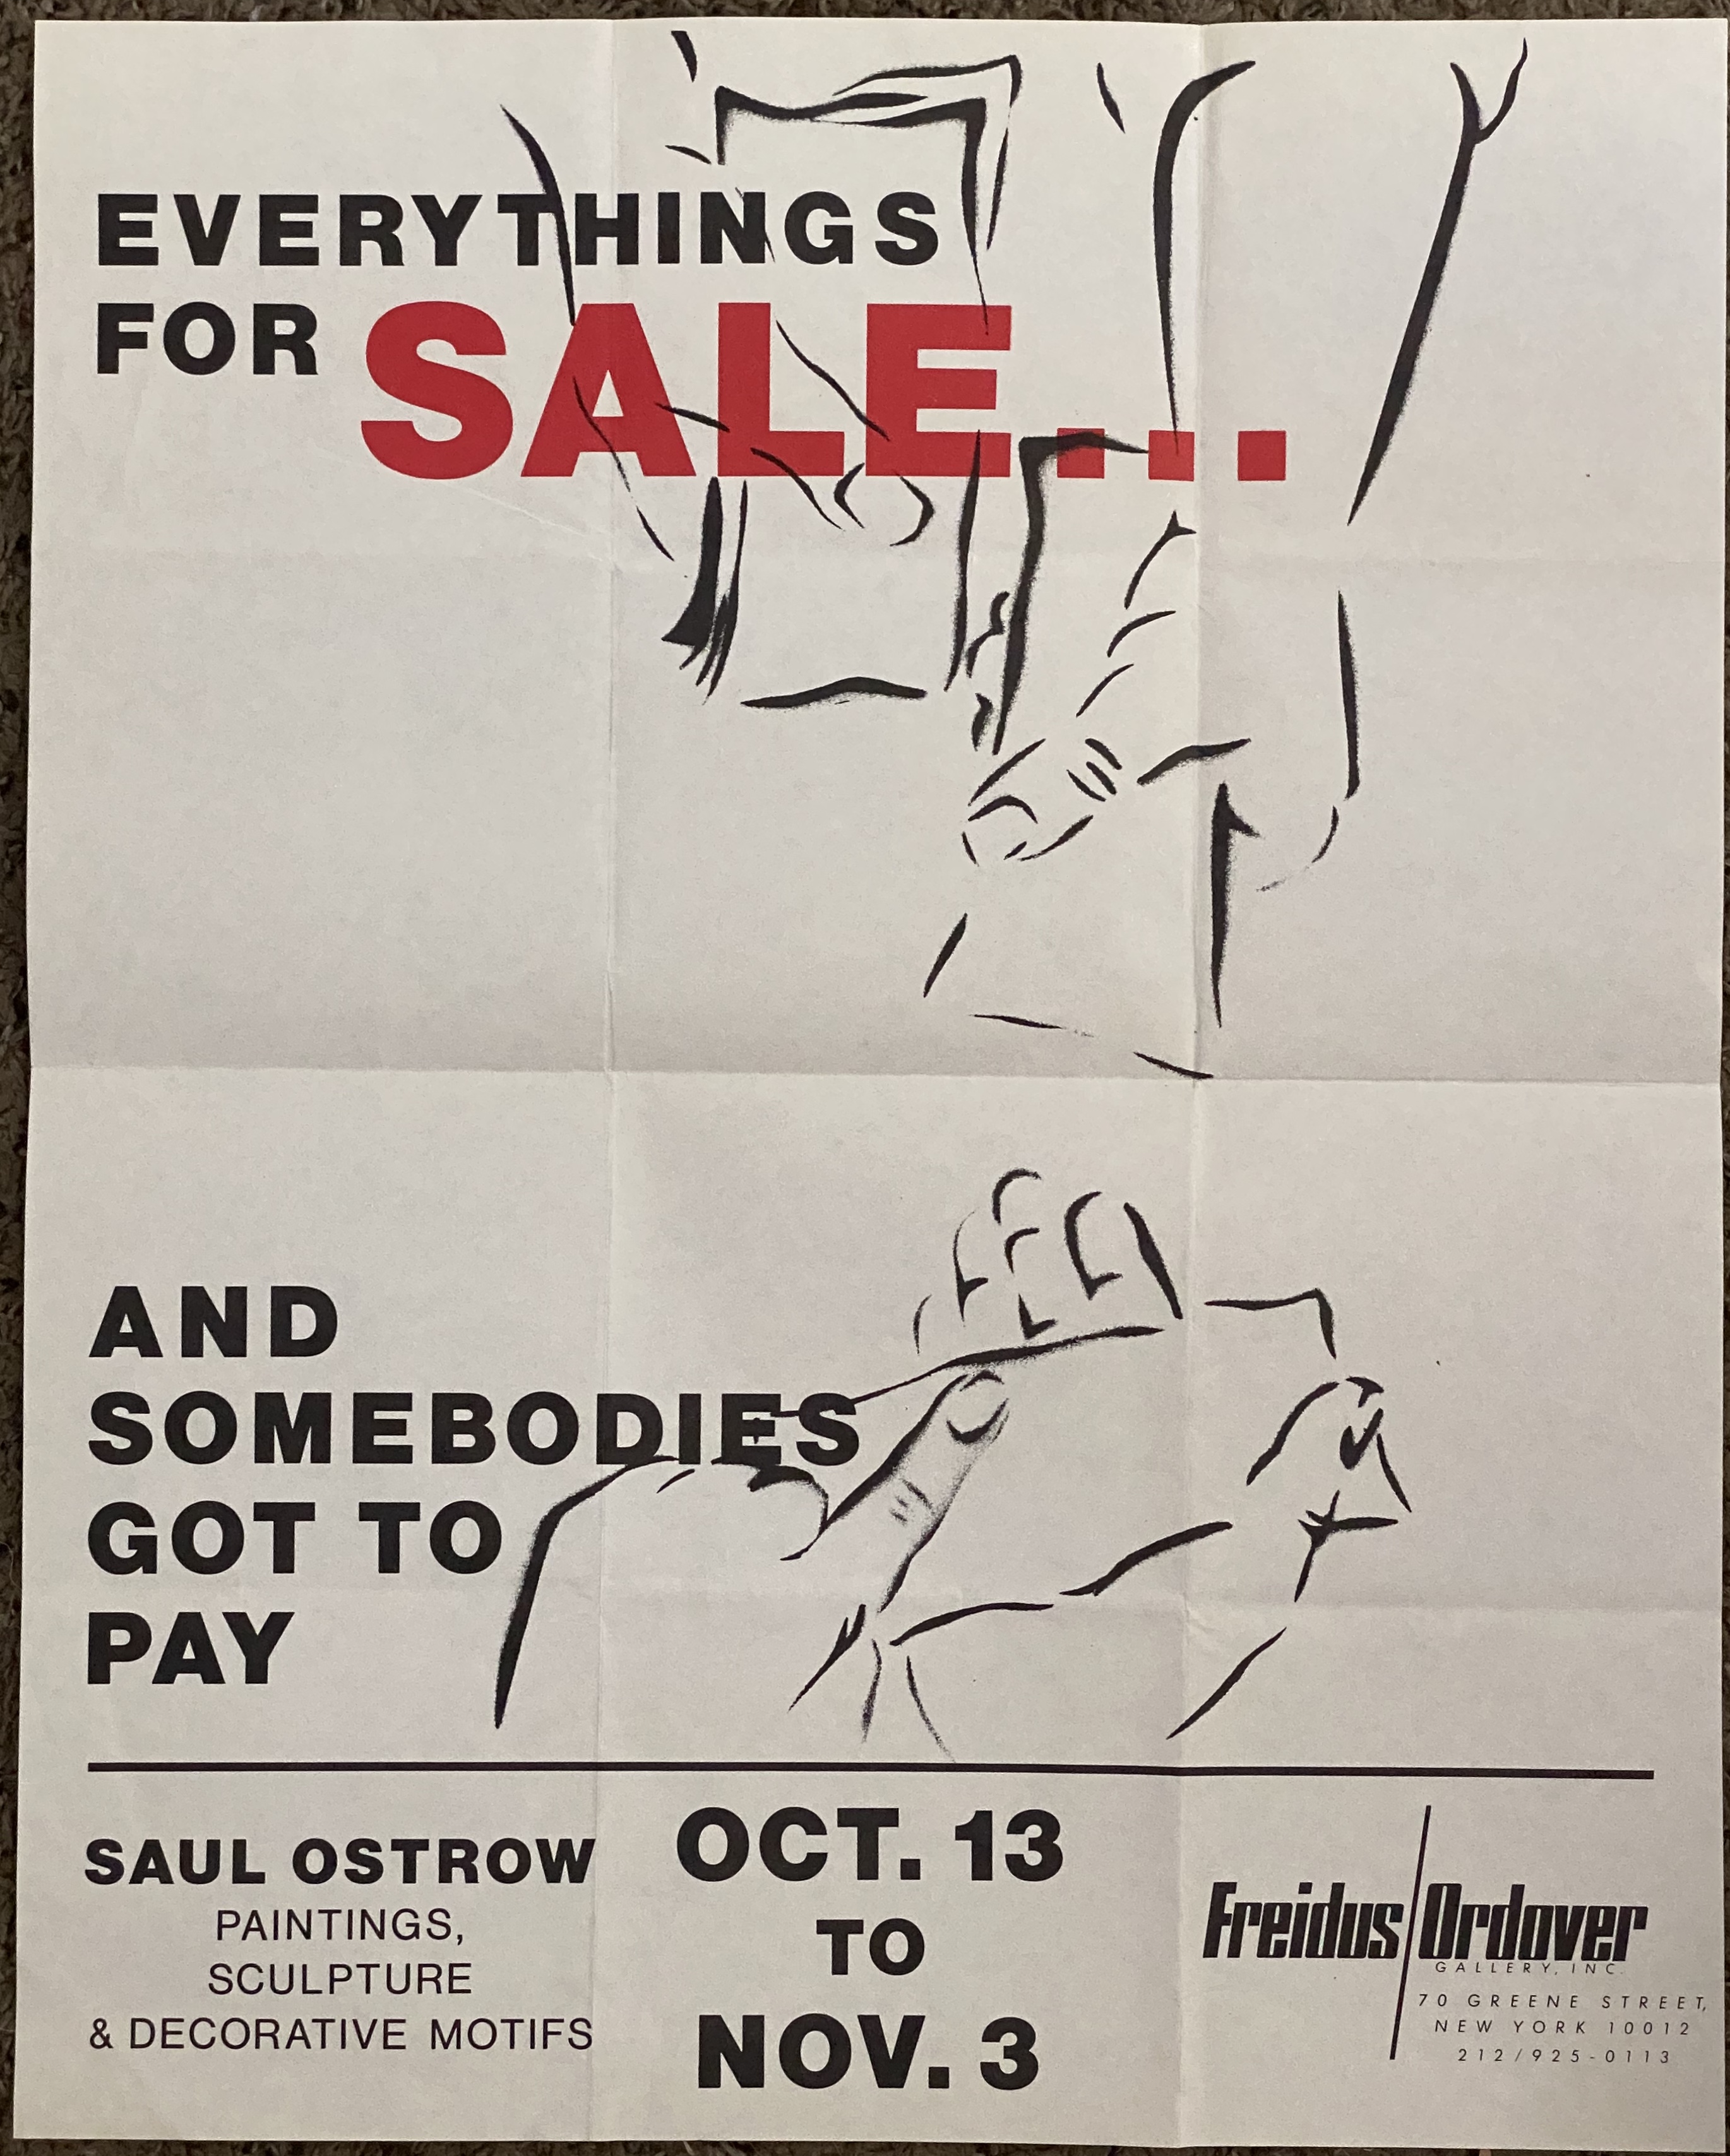 EVERYTHINGS
FOR SALE...
AND
SOMEBODIES
GOT TO
PAY
SAUL OSTROW
PAINTINGS,
SCULPTURE
& DECORATIVE MOTIFS
OCT. 13
TO
NOV. 3
Freidus/Ordover
GALLERY, INC.
70 GREENE STREET,
NEW YORK 10012
212/925-0113